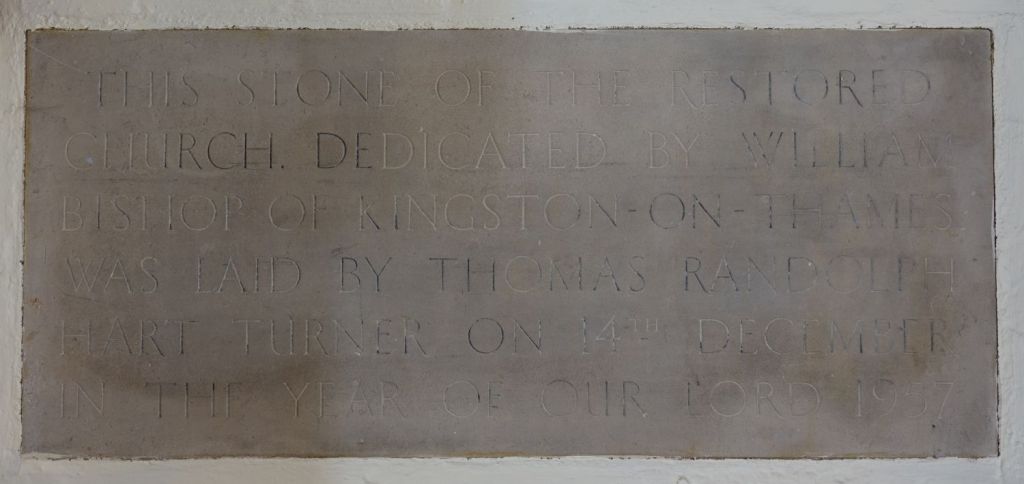 THIS STONE OF THE RESTORED
CHURCH. DEDICATED BY WILLIAM
BISHOP OF KINGSTON-ON-THAMES
WAS LAID BY THOMAS RANDOLPH
HART TURNER ON 14TH DECEMBER
IN THE YEAR OF OUR LORD 1957